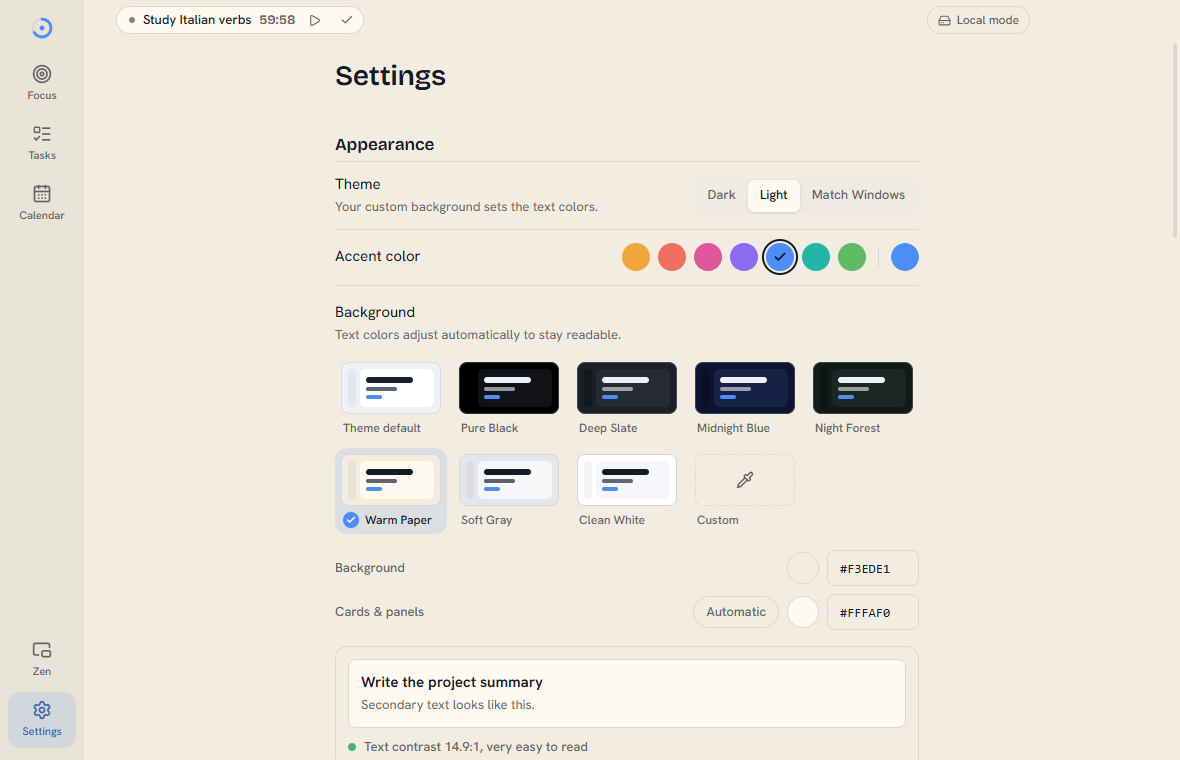 Study Italian verbs 59:58
Local mode
Focus
Tasks
Calendar
Zen
Settings
Settings
Appearance
Theme
Your custom background sets the text colors.
Dark Light Match Windows
Accent color
Background
Text colors adjust automatically to stay readable.
Theme default Pure Black Deep Slate Midnight Blue Night Forest
Warm Paper Soft Gray Clean White Custom
Background #F3EDE1
Cards & panels Automatic #FFFAF0
Write the project summary
Secondary text looks like this.
Text contrast 14.9:1, very easy to read